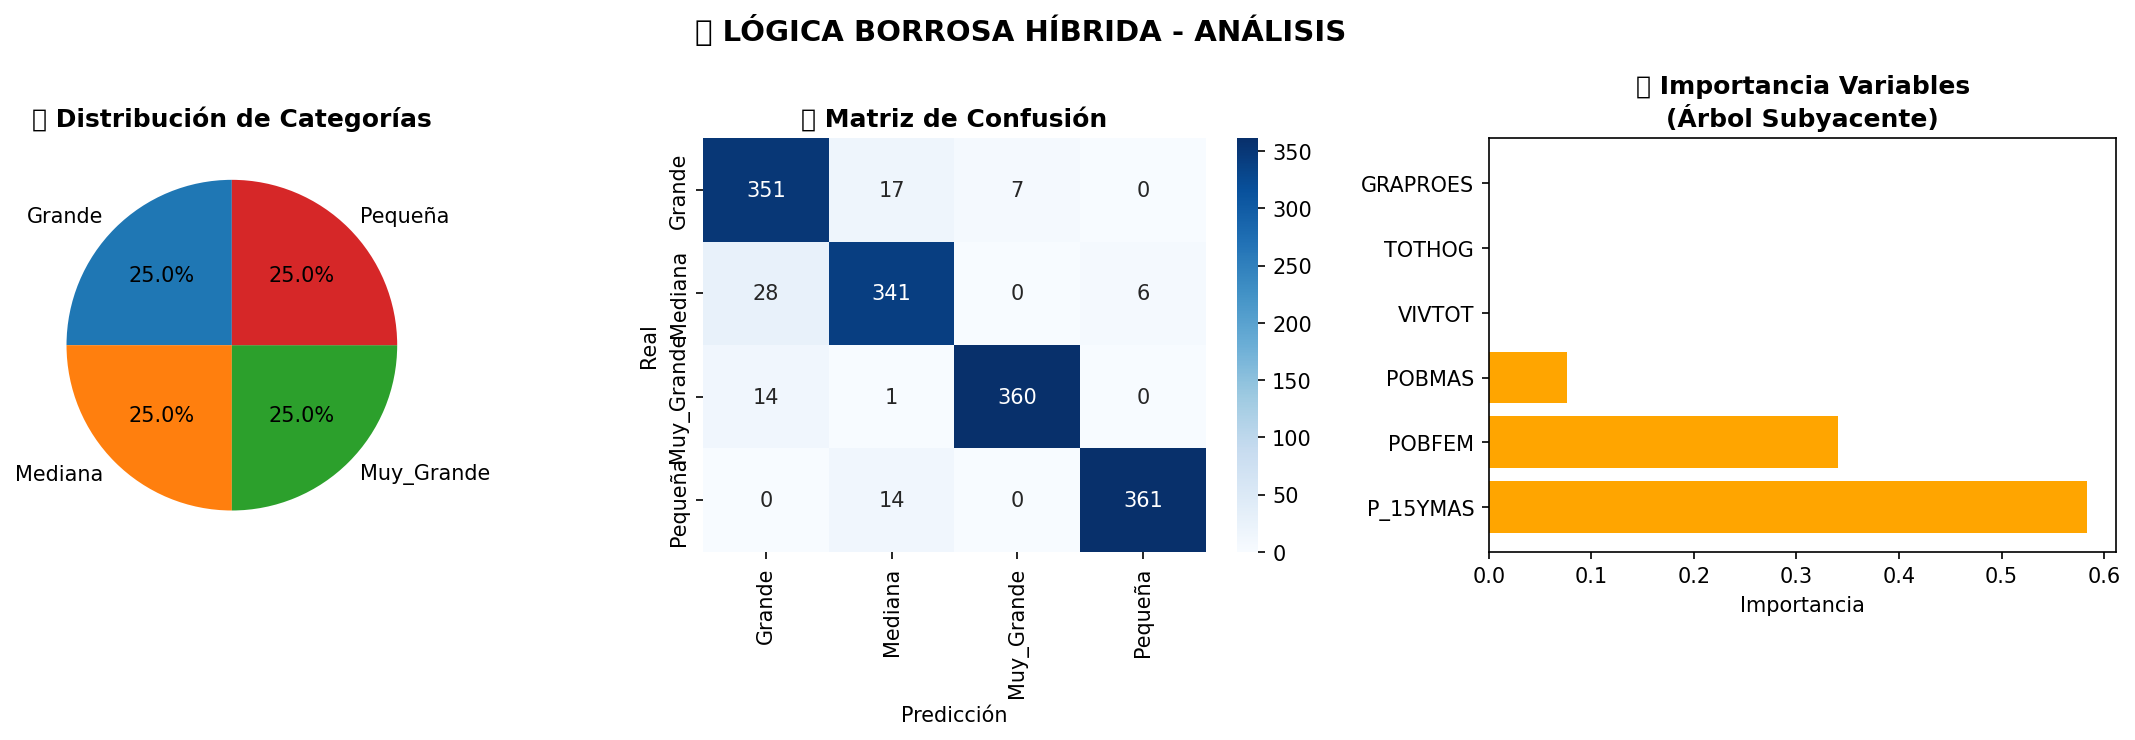 ▯ LÓGICA BORROSA HÍBRIDA - ANÁLISIS
▯ Distribución de Categorías
Grande
Pequeña
25.0%
25.0%
25.0%
25.0%
Mediana
Muy_Grande
▯ Matriz de Confusión
Real
Grande
Mediana
Muy_Grande
Pequeña
351 17 7 0
28 341 0 6
14 1 360 0
0 14 0 361
Grande
Mediana
Muy_Grande
Pequeña
Predicción
350
300
250
200
150
100
50
0
▯ Importancia Variables
(Árbol Subyacente)
GRAPROES
TOTHOG
VIVTOT
POBMAS
POBFEM
P_15YMAS
0.0 0.1 0.2 0.3 0.4 0.5 0.6
Importancia